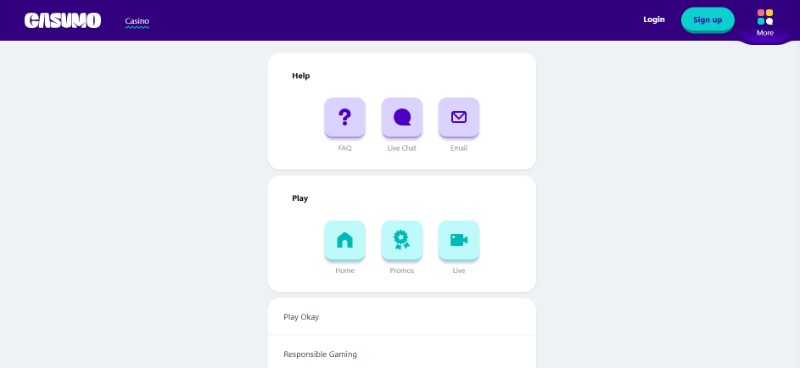 CASUMO Casino Login Sign up More
Help
FAQ Live Chat Email
Play
Home Promos Live
Play Okay
Responsible Gaming